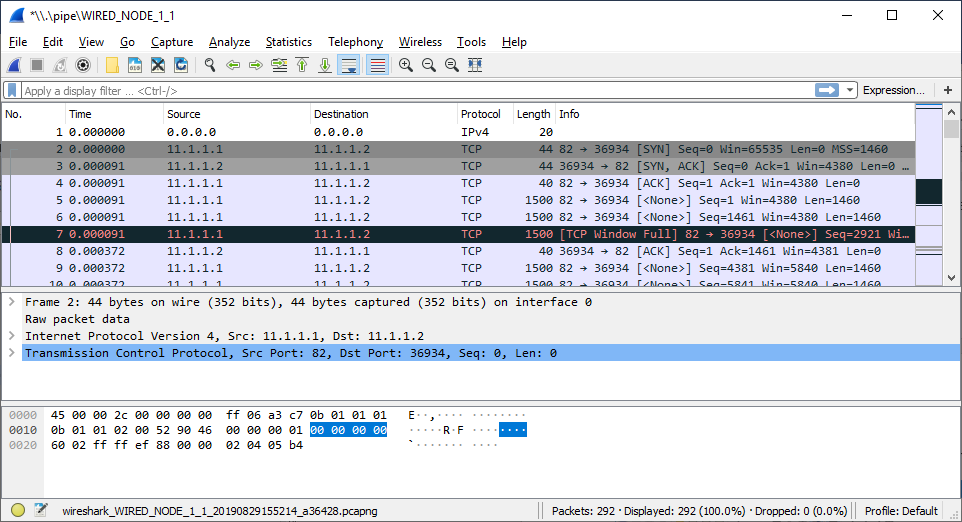 *\\.\pipe\WIRED_NODE_1_1
File Edit View Go Capture Analyze Statistics Telephony Wireless Tools Help
Apply a display filter ... <Ctrl-/> Expression... +
No. Time Source Destination Protocol Length Info
1 0.000000 0.0.0.0 0.0.0.0 IPv4 20
2 0.000000 11.1.1.1 11.1.1.2 TCP 44 82 → 36934 [SYN] Seq=0 Win=65535 Len=0 MSS=1460
3 0.000091 11.1.1.2 11.1.1.1 TCP 44 36934 → 82 [SYN, ACK] Seq=0 Ack=1 Win=4380 Len=0 …
4 0.000091 11.1.1.1 11.1.1.2 TCP 40 82 → 36934 [ACK] Seq=1 Ack=1 Win=4380 Len=0
5 0.000091 11.1.1.1 11.1.1.2 TCP 1500 82 → 36934 [<None>] Seq=1 Win=4380 Len=1460
6 0.000091 11.1.1.1 11.1.1.2 TCP 1500 82 → 36934 [<None>] Seq=1461 Win=4380 Len=1460
7 0.000091 11.1.1.1 11.1.1.2 TCP 1500 [TCP Window Full] 82 → 36934 [<None>] Seq=2921 Wi…
8 0.000372 11.1.1.2 11.1.1.1 TCP 40 36934 → 82 [ACK] Seq=1 Ack=1461 Win=4381 Len=0
9 0.000372 11.1.1.1 11.1.1.2 TCP 1500 82 → 36934 [<None>] Seq=4381 Win=5840 Len=1460
10 0.000372 11.1.1.1 11.1.1.2 TCP 1500 82 → 36934 [<None>] Seq=5841 Win=5840 Len=1460
Frame 2: 44 bytes on wire (352 bits), 44 bytes captured (352 bits) on interface 0
Raw packet data
Internet Protocol Version 4, Src: 11.1.1.1, Dst: 11.1.1.2
Transmission Control Protocol, Src Port: 82, Dst Port: 36934, Seq: 0, Len: 0
0000 45 00 00 2c 00 00 00 00 ff 06 a3 c7 0b 01 01 01 E··,···· ········
0010 0b 01 01 02 00 52 90 46 00 00 00 01 00 00 00 00 ·····R·F ········
0020 60 02 ff ff ef 88 00 00 02 04 05 b4 `······· ····
wireshark_WIRED_NODE_1_1_20190829155214_a36428.pcapng Packets: 292 · Displayed: 292 (100.0%) · Dropped: 0 (0.0%) Profile: Default